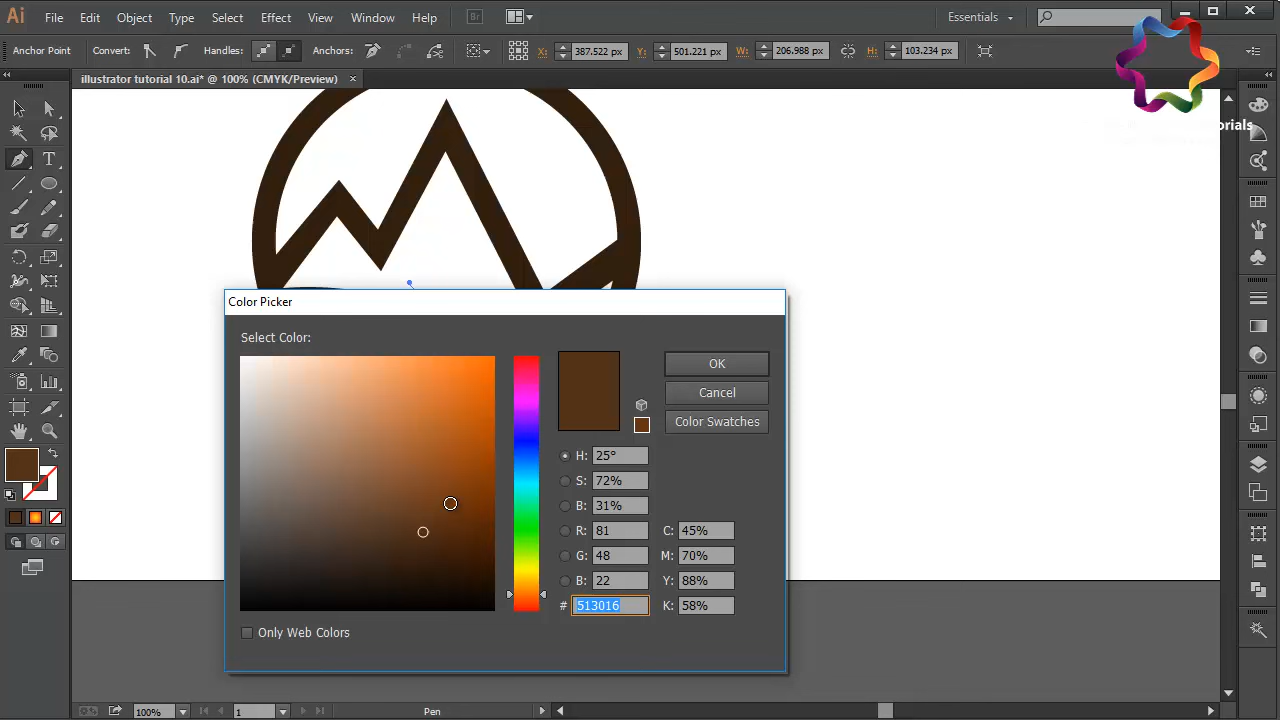 Ai File Edit Object Type Select Effect View Window Help Br Essentials
Anchor Point Convert: Handles: Anchors: X: 387.522 px Y: 501.221 px W: 206.988 px H: 103.234 px
illustrator tutorial 10.ai* @ 100% (CMYK/Preview)
orials
Color Picker
Select Color:
OK
Cancel
Color Swatches
H: 25°
S: 72%
B: 31%
R: 81 C: 45%
G: 48 M: 70%
B: 22 Y: 88%
# 513016 K: 58%
Only Web Colors
100% 1 Pen